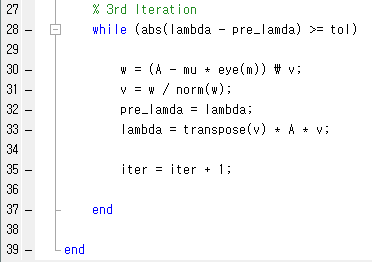 27 % 3rd Iteration
28 – while (abs(lambda - pre_lamda) >= tol)
29
30 – w = (A - mu * eye(m)) ₩ v;
31 – v = w / norm(w);
32 – pre_lamda = lambda;
33 – lambda = transpose(v) * A * v;
34
35 – iter = iter + 1;
36
37 – end
38
39 – end